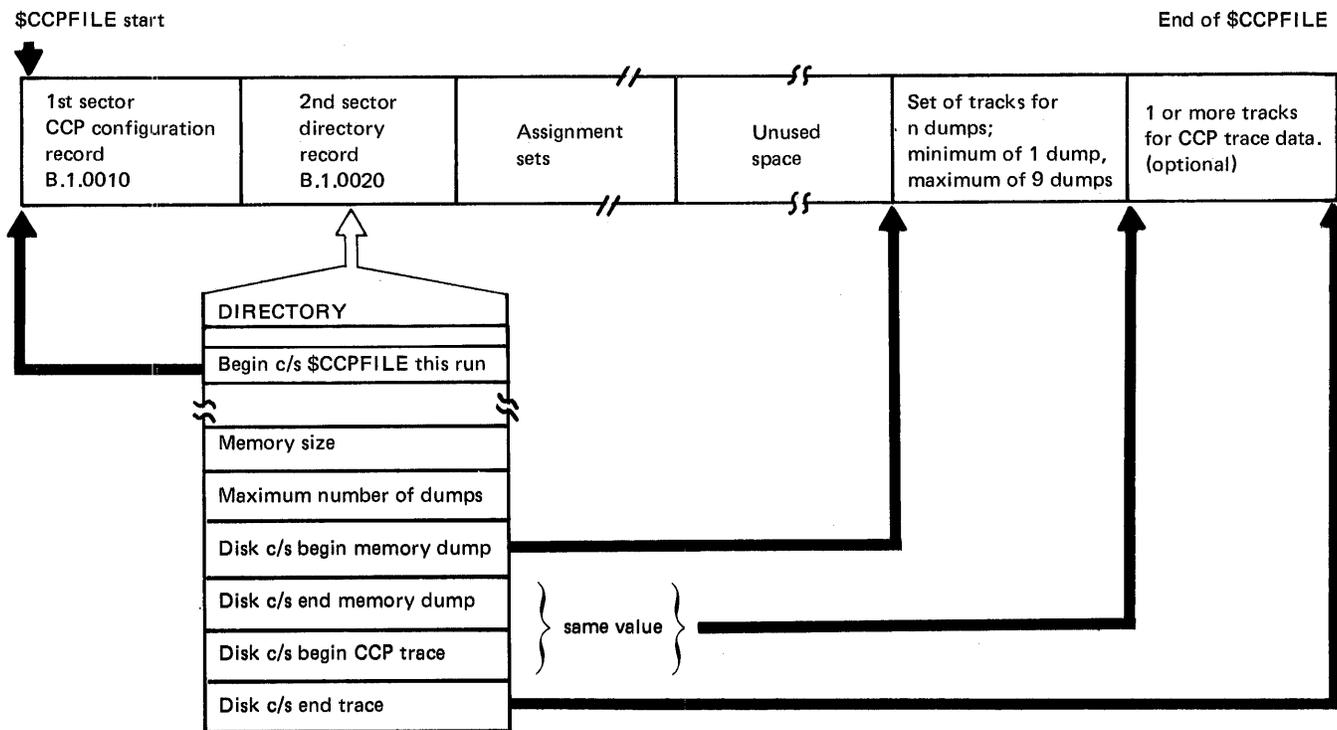 $CCPFILE start
End of $CCPFILE
1st sector
CCP configuration
record
B.1.0010
2nd sector
directory
record
B.1.0020
Assignment
sets
Unused
space
Set of tracks for
n dumps;
minimum of 1 dump,
maximum of 9 dumps
1 or more tracks
for CCP trace data.
(optional)
DIRECTORY
Begin c/s $CCPFILE this run
Memory size
Maximum number of dumps
Disk c/s begin memory dump
Disk c/s end memory dump
same value
Disk c/s begin CCP trace
Disk c/s end trace